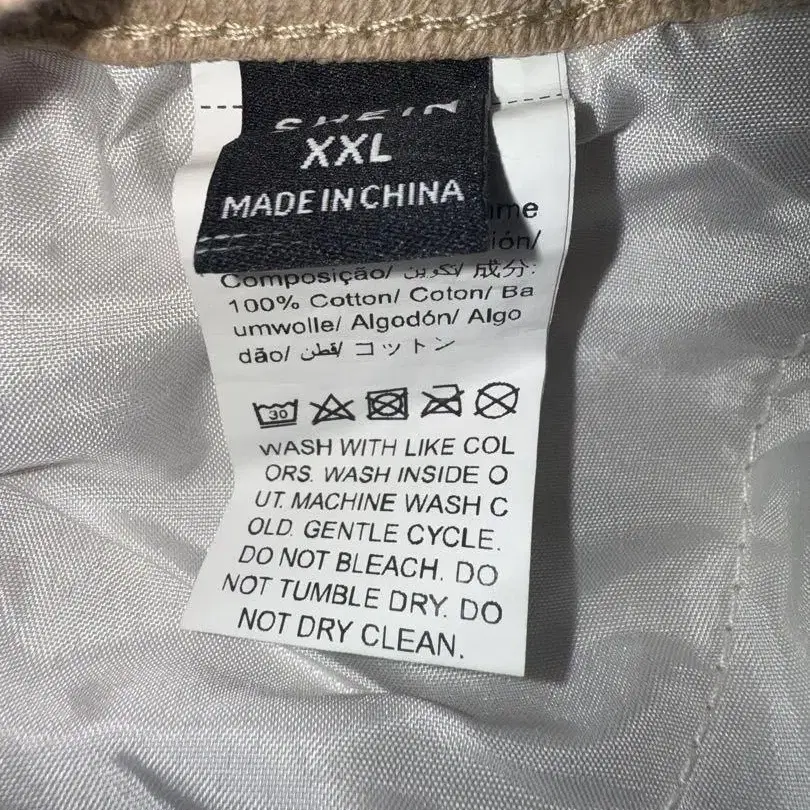 SHEIN
XXL
MADE IN CHINA
Composição/ تكوين/ 成分:
100% Cotton/ Coton/ Ba
umwolle/ Algodón/ Algo
dão/ قطن/ コットン
30
WASH WITH LIKE COL
ORS. WASH INSIDE O
UT. MACHINE WASH C
OLD. GENTLE CYCLE.
DO NOT BLEACH. DO
NOT TUMBLE DRY. DO
NOT DRY CLEAN.